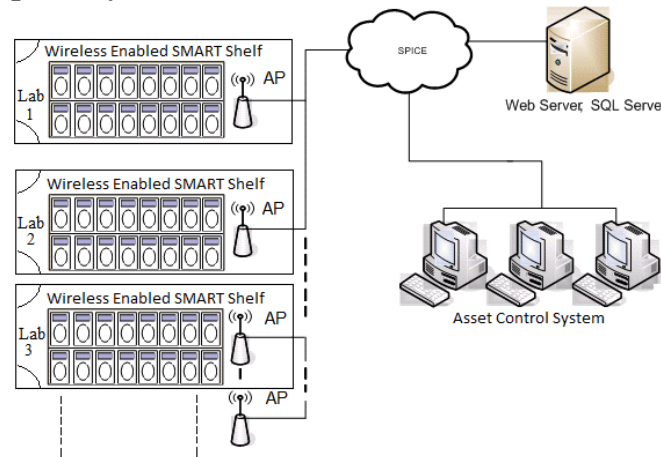 Wireless Enabled SMART Shelf
AP
Lab
1
SPICE
Web Server, SQL Serve
Wireless Enabled SMART Shelf
AP
Lab
2
Wireless Enabled SMART Shelf
AP
Lab
3
Asset Control System
AP